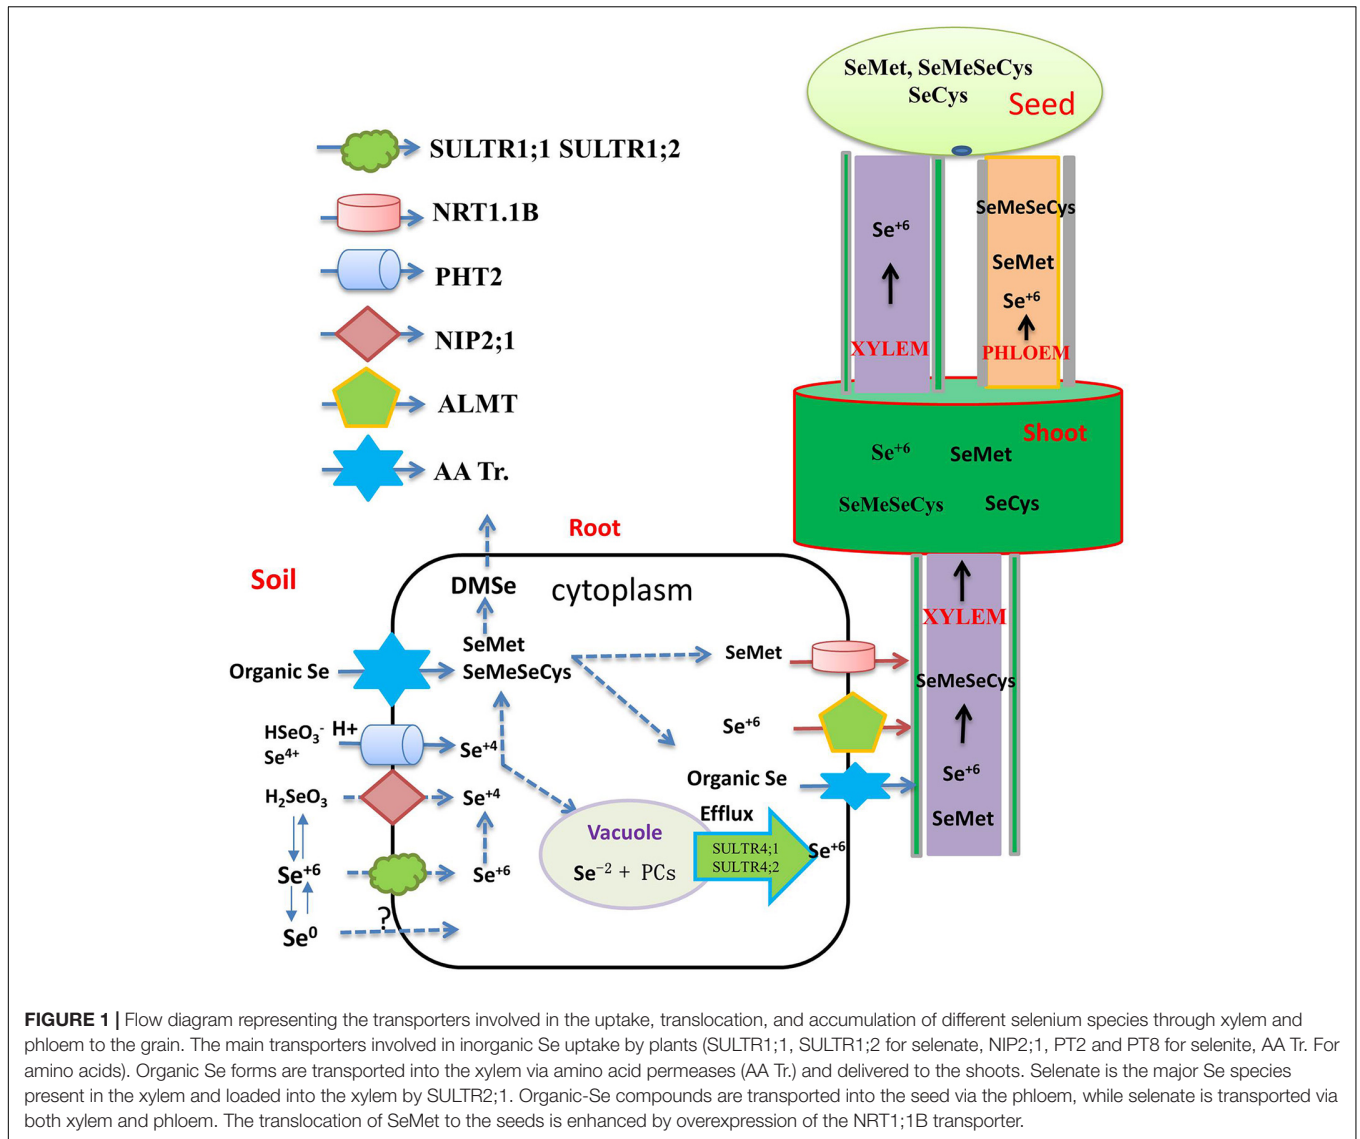 SeMet, SeMeSeCys
SeCys
Seed
SULTR1;1 SULTR1;2
NRT1.1B
PHT2
NIP2;1
ALMT
AA Tr.
Se⁺⁶
XYLEM
SeMeSeCys
SeMet
Se⁺⁶
PHLOEM
Shoot
Se⁺⁶
SeMet
SeMeSeCys
SeCys
Root
Soil
DMSe
cytoplasm
SeMet
SeMeSeCys
Organic Se
HSeO₃⁻
Se⁴⁺
H+
Se⁺⁴
H₂SeO₃
Se⁺⁴
Se⁺⁶
Se⁺⁶
?
Se⁰
SeMet
Se⁺⁶
Organic Se
Efflux
Vacuole
Se⁻² + PCs
SULTR4;1
SULTR4;2
Se⁺⁶
XYLEM
SeMeSeCys
Se⁺⁶
SeMet
FIGURE 1 | Flow diagram representing the transporters involved in the uptake, translocation, and accumulation of different selenium species through xylem and
phloem to the grain. The main transporters involved in inorganic Se uptake by plants (SULTR1;1, SULTR1;2 for selenate, NIP2;1, PT2 and PT8 for selenite, AA Tr. For
amino acids). Organic Se forms are transported into the xylem via amino acid permeases (AA Tr.) and delivered to the shoots. Selenate is the major Se species
present in the xylem and loaded into the xylem by SULTR2;1. Organic-Se compounds are transported into the seed via the phloem, while selenate is transported via
both xylem and phloem. The translocation of SeMet to the seeds is enhanced by overexpression of the NRT1;1B transporter.